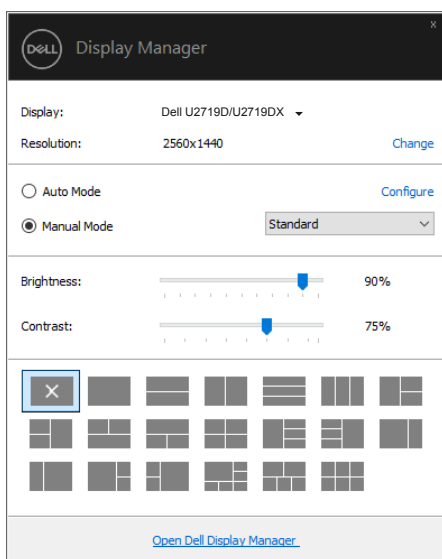 x
DELL Display Manager
Display: Dell U2719D/U2719DX
Resolution: 2560x1440 Change
Auto Mode Configure
Manual Mode Standard
Brightness: 90%
Contrast: 75%
Open Dell Display Manager